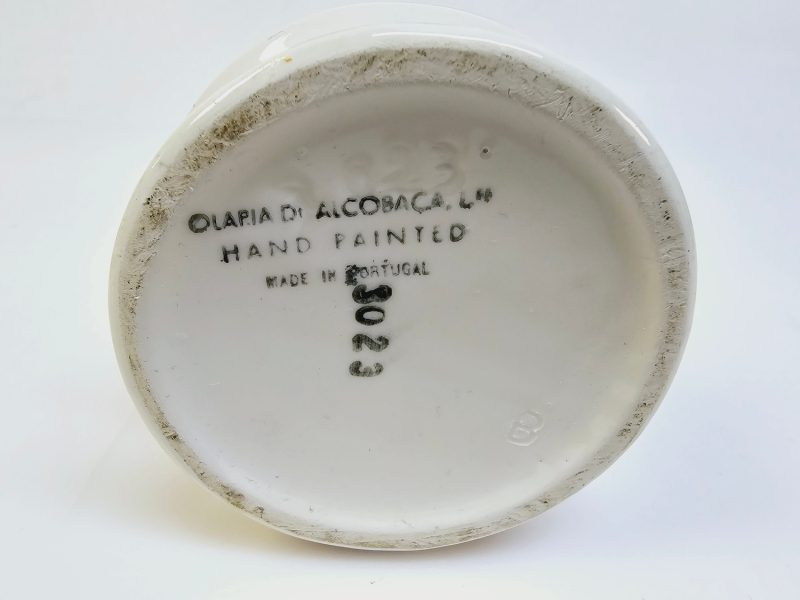 OLARIA DE ALCOBAÇA, Lda
HAND PAINTED
MADE IN PORTUGAL
3023